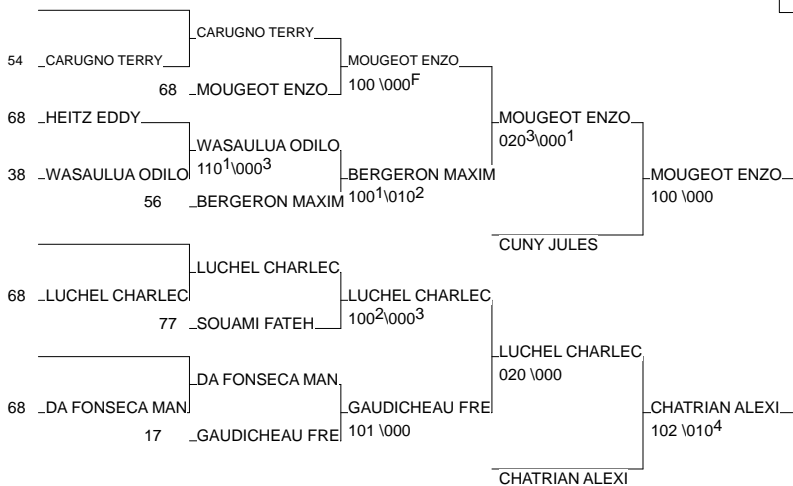 CARUGNO TERRY
54 CARUGNO TERRY
MOUGEOT ENZO
68 MOUGEOT ENZO
100 \000F
68 HEITZ EDDY
MOUGEOT ENZO
020³\000¹
WASAULUA ODILO
110¹\000³
38 WASAULUA ODILO
BERGERON MAXIM
100¹\010²
MOUGEOT ENZO
100 \000
56 BERGERON MAXIM
CUNY JULES
LUCHEL CHARLEC
68 LUCHEL CHARLEC
LUCHEL CHARLEC
100²\000³
77 SOUAMI FATEH
LUCHEL CHARLEC
020 \000
DA FONSECA MAN
68 DA FONSECA MAN
GAUDICHEAU FRE
101 \000
CHATRIAN ALEXI
102 \010⁴
17 GAUDICHEAU FRE
CHATRIAN ALEXI